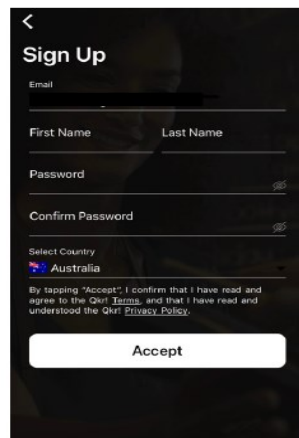 Sign Up
Email
First Name Last Name
Password
Confirm Password
Select Country
Australia
By tapping "Accept", I confirm that I have read and
agree to the Qkr! Terms, and that I have read and
understood the Qkr! Privacy Policy.
Accept